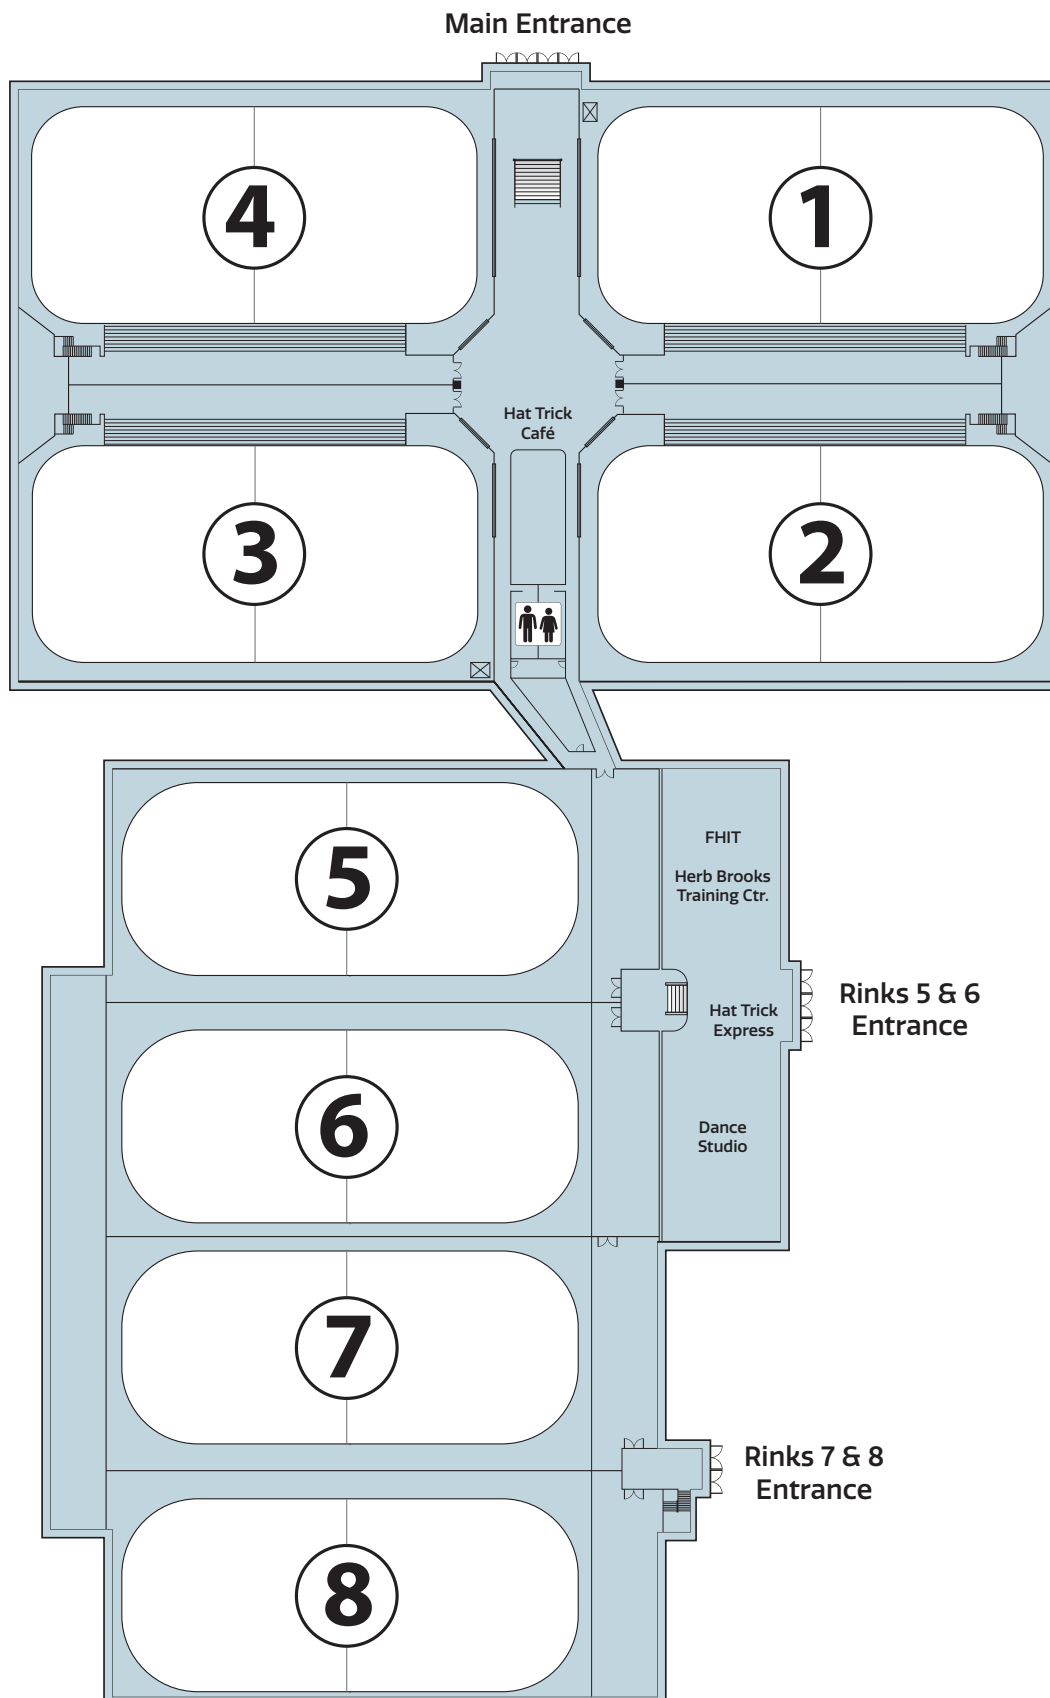 Main Entrance
4
1
Hat Trick
Café
3
2
5
FHIT
Herb Brooks
Training Ctr.
Rinks 5 & 6
Entrance
Hat Trick
Express
6
Dance
Studio
7
Rinks 7 & 8
Entrance
8